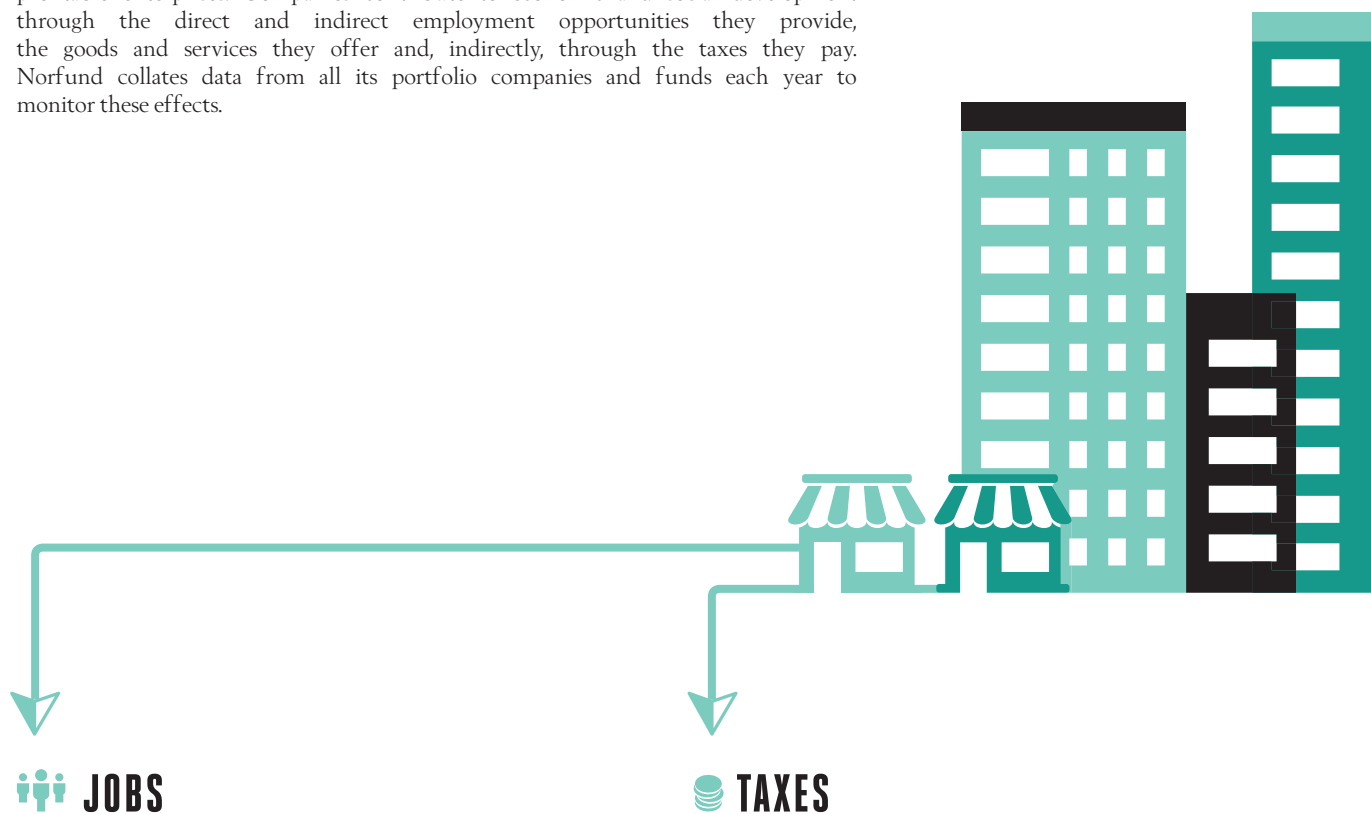 through the direct and indirect employment opportunities they provide,
the goods and services they offer and, indirectly, through the taxes they pay.
Norfund collates data from all its portfolio companies and funds each year to
monitor these effects.
JOBS
TAXES